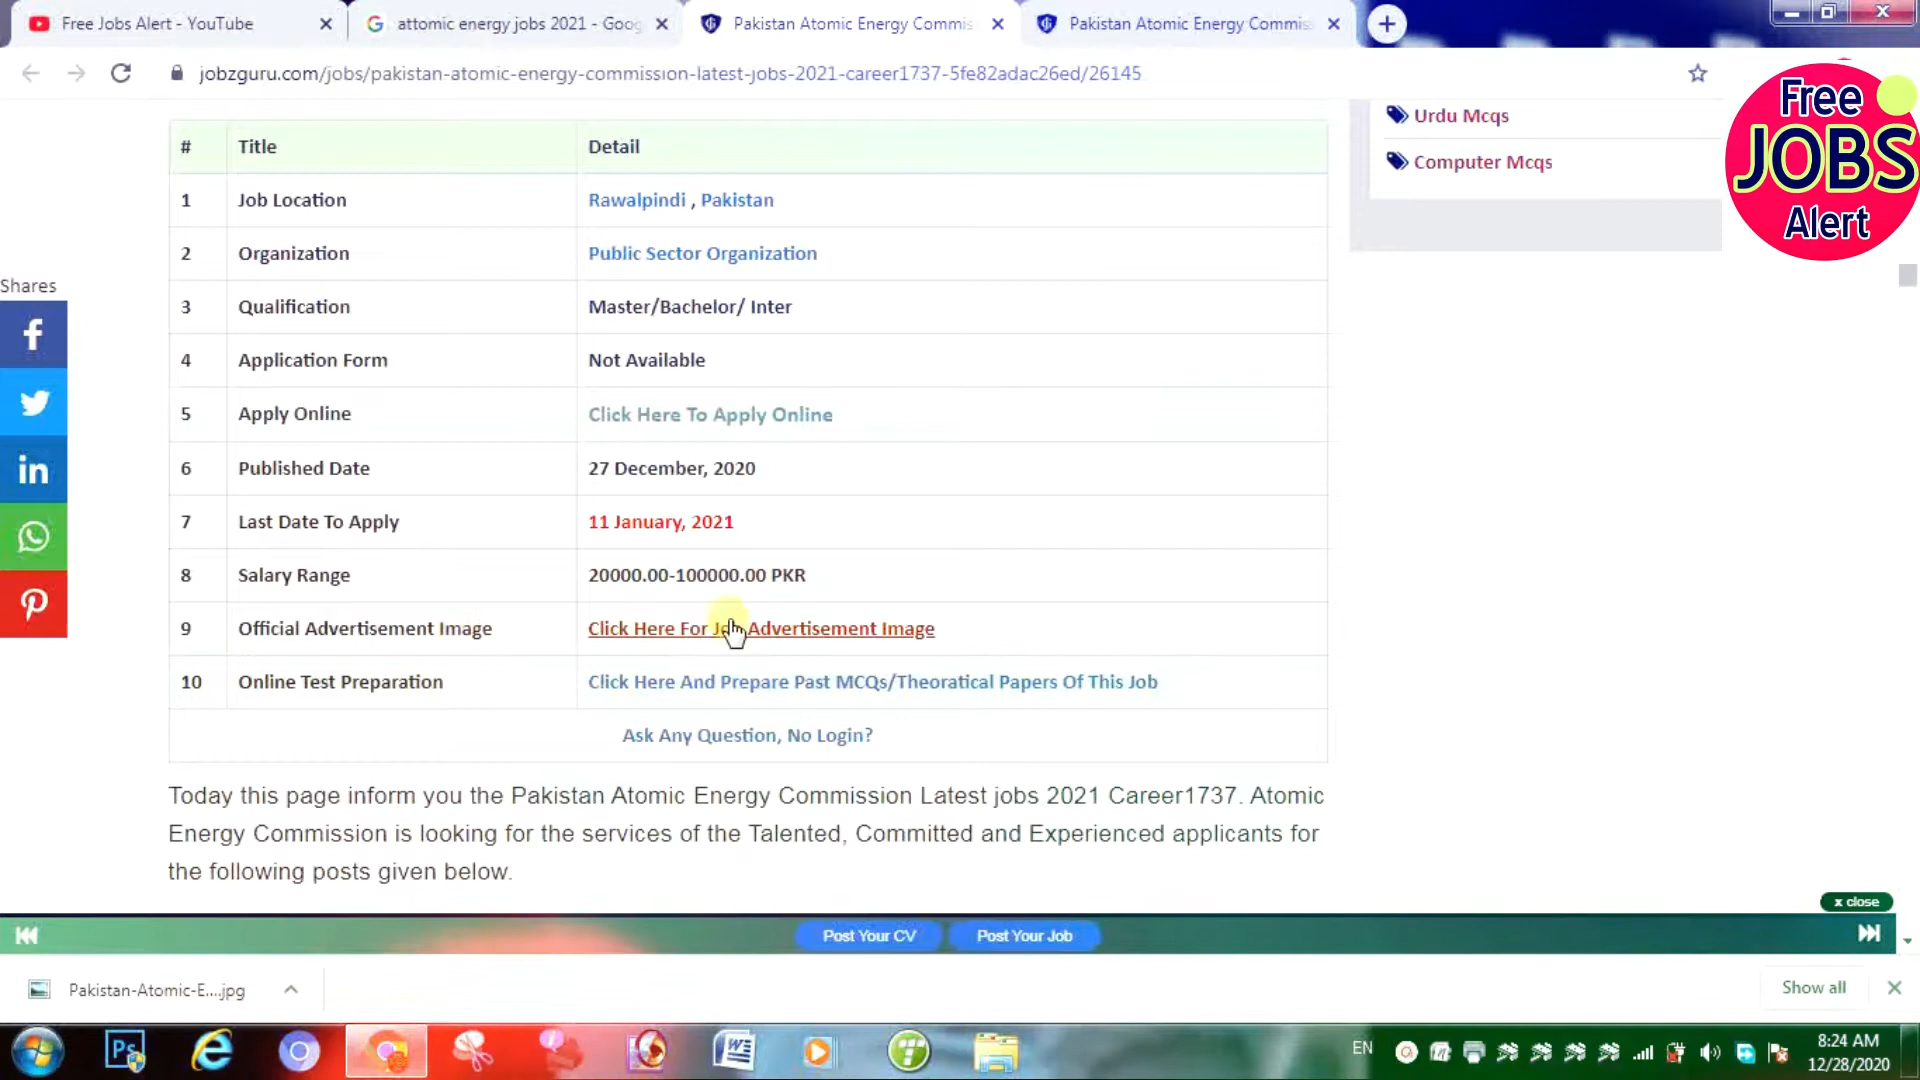 Free Jobs Alert - YouTube
attomic energy jobs 2021 - Goog
Pakistan Atomic Energy Commis
Pakistan Atomic Energy Commiss
jobzguru.com/jobs/pakistan-atomic-energy-commission-latest-jobs-2021-career1737-5fe82adac26ed/26145
Free
JOBS
Alert
Urdu Mcqs
Computer Mcqs
# Title Detail
1 Job Location Rawalpindi , Pakistan
2 Organization Public Sector Organization
3 Qualification Master/Bachelor/ Inter
4 Application Form Not Available
5 Apply Online Click Here To Apply Online
6 Published Date 27 December, 2020
7 Last Date To Apply 11 January, 2021
8 Salary Range 20000.00-100000.00 PKR
9 Official Advertisement Image Click Here For Job Advertisement Image
10 Online Test Preparation Click Here And Prepare Past MCQs/Theoratical Papers Of This Job
Ask Any Question, No Login?
Shares
Today this page inform you the Pakistan Atomic Energy Commission Latest jobs 2021 Career1737. Atomic
Energy Commission is looking for the services of the Talented, Committed and Experienced applicants for
the following posts given below.
x close
Post Your CV
Post Your Job
Pakistan-Atomic-E....jpg
Show all
Ps
EN
8:24 AM
12/28/2020